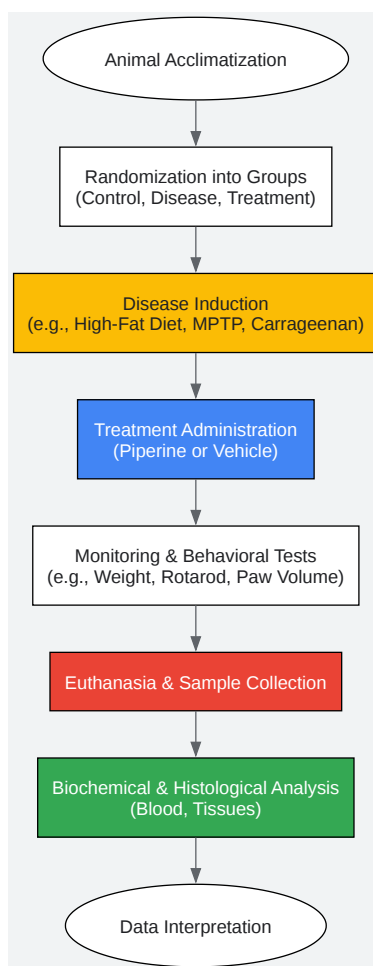 Animal Acclimatization
Randomization into Groups
(Control, Disease, Treatment)
Disease Induction
(e.g., High-Fat Diet, MPTP, Carrageenan)
Treatment Administration
(Piperine or Vehicle)
Monitoring & Behavioral Tests
(e.g., Weight, Rotarod, Paw Volume)
Euthanasia & Sample Collection
Biochemical & Histological Analysis
(Blood, Tissues)
Data Interpretation